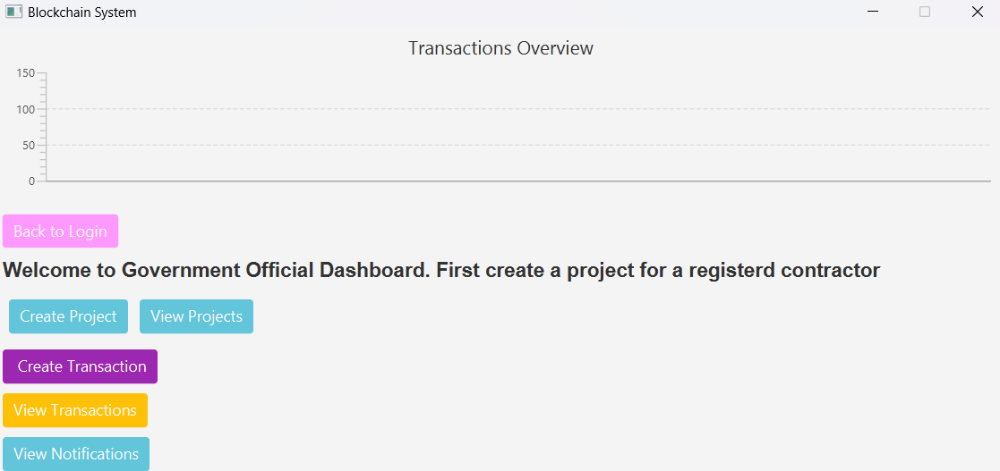 Blockchain System
Transactions Overview
150
100
50
0
Back to Login
Welcome to Government Official Dashboard. First create a project for a registerd contractor
Create Project View Projects
Create Transaction
View Transactions
View Notifications